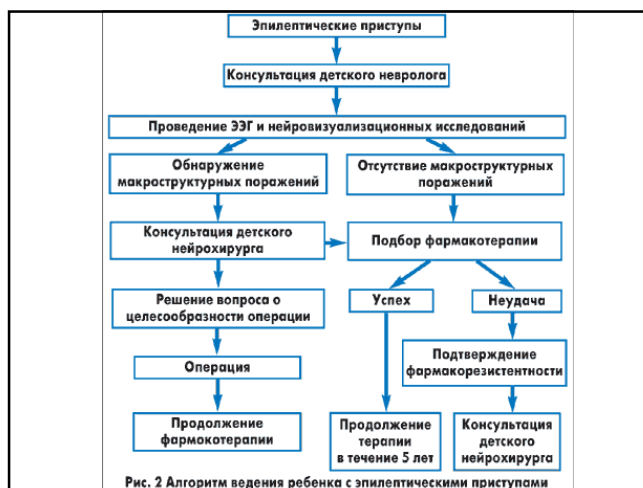 Эпилептические приступы
Консультация детского невролога
Проведение ЭЭГ и нейровизуализационных исследований
Обнаружение
макроструктурных поражений
Отсутствие макроструктурных
поражений
Консультация детского
нейрохирурга
Подбор фармакотерапии
Решение вопроса о
целесообразности операции
Успех
Неудача
Операция
Подтверждение
фармакорезистентности
Продолжение
фармакотерапии
Продолжение
терапии
в течение 5 лет
Консультация
детского
нейрохирурга
Рис. 2 Алгоритм ведения ребенка с эпилептическими приступами